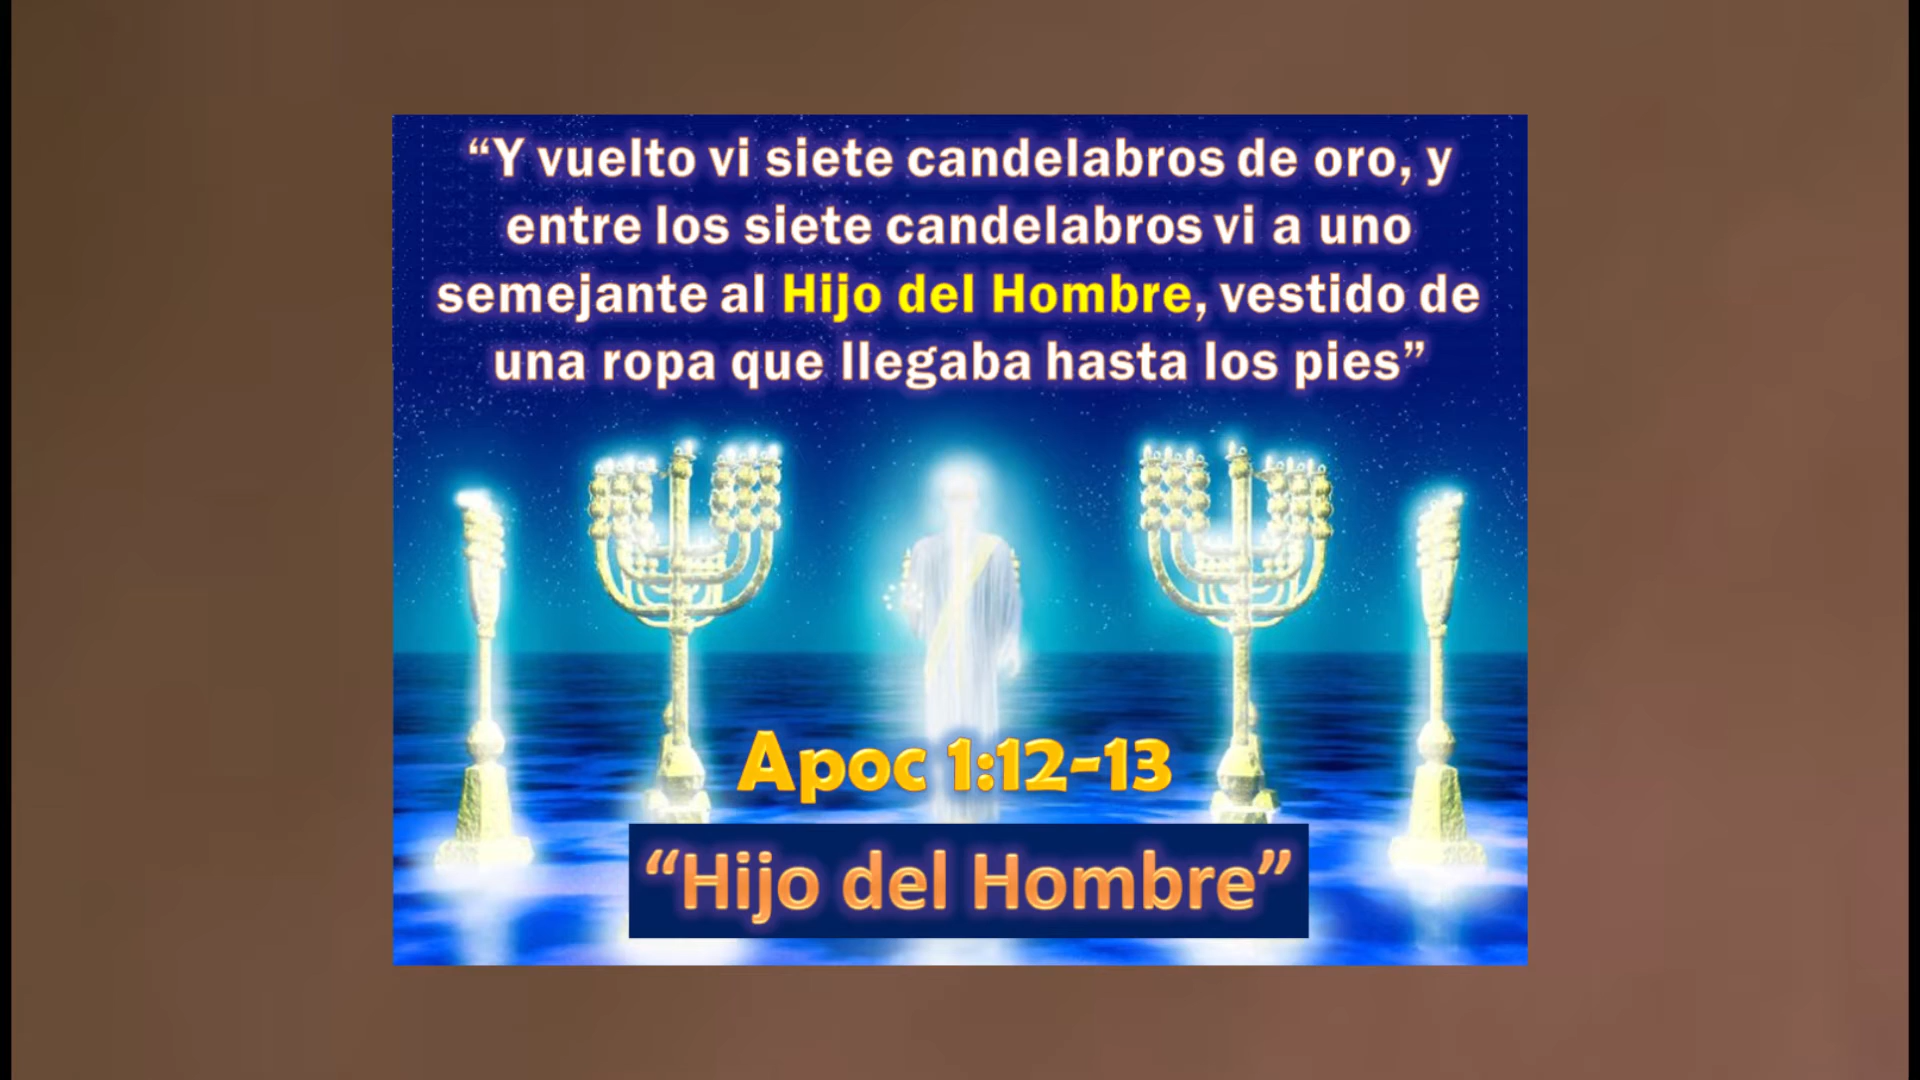 “Y vuelto vi siete candelabros de oro, y
entre los siete candelabros vi a uno
semejante al Hijo del Hombre, vestido de
una ropa que llegaba hasta los pies”
Apoc 1:12-13
“Hijo del Hombre”